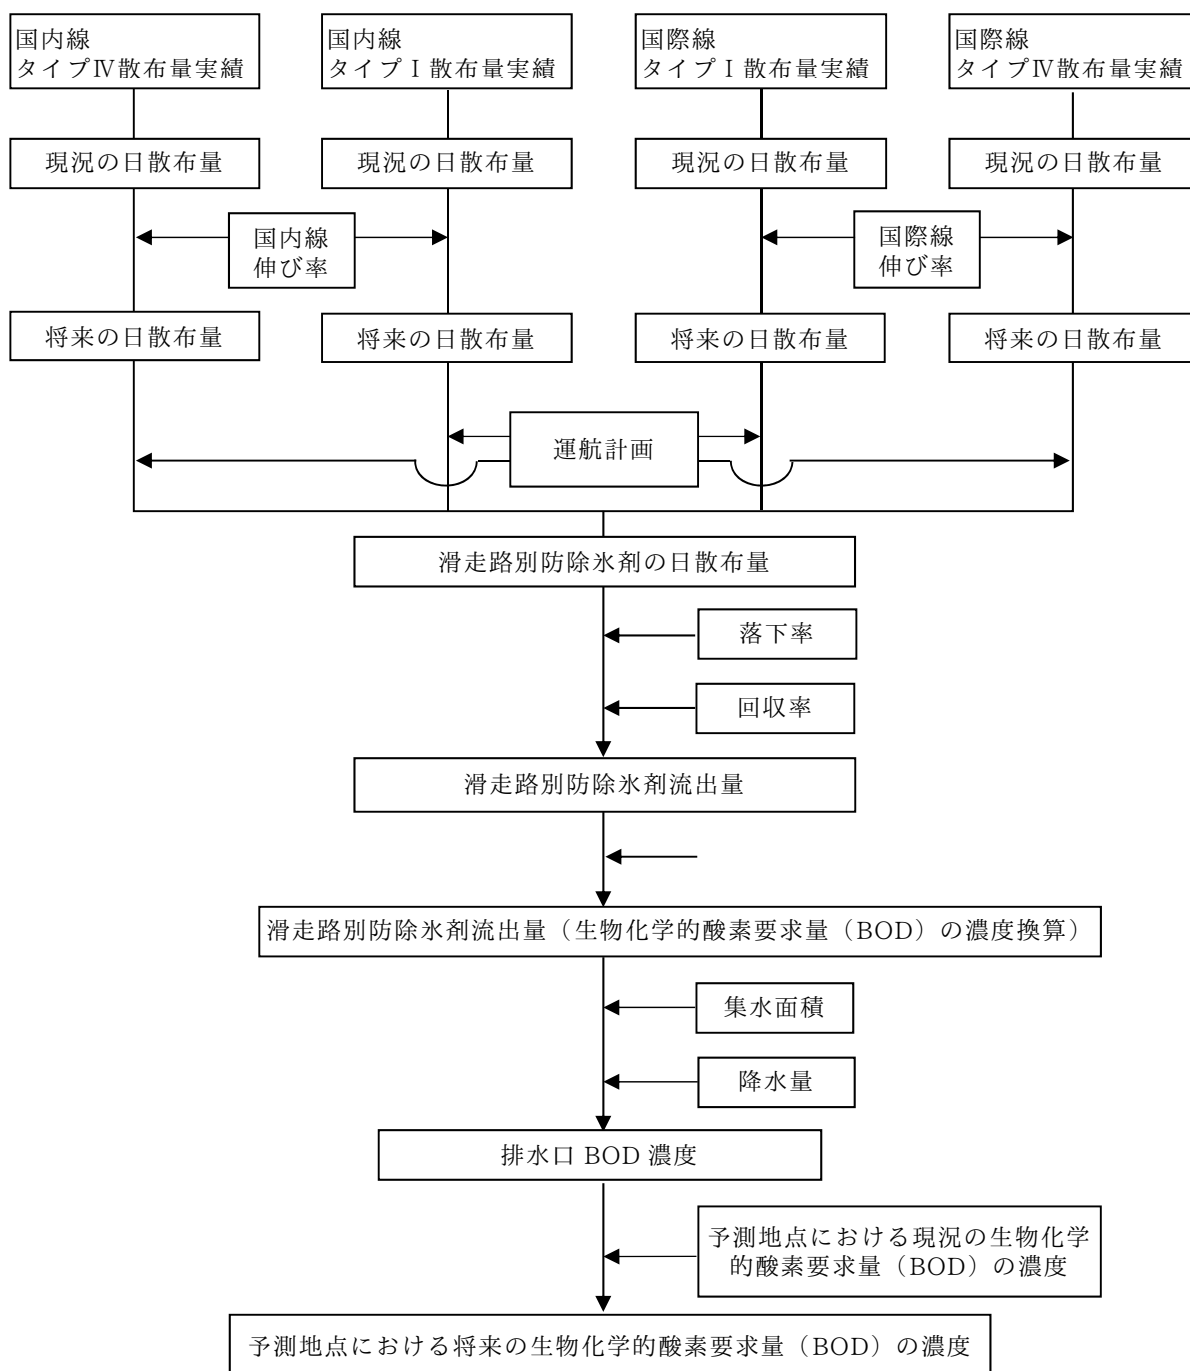 国内線
タイプⅣ散布量実績
国内線
タイプⅠ散布量実績
国際線
タイプⅠ散布量実績
国際線
タイプⅣ散布量実績
現況の日散布量
現況の日散布量
現況の日散布量
現況の日散布量
国内線
伸び率
国際線
伸び率
将来の日散布量
将来の日散布量
将来の日散布量
将来の日散布量
運航計画
滑走路別防除氷剤の日散布量
落下率
回収率
滑走路別防除氷剤流出量
滑走路別防除氷剤流出量（生物化学的酸素要求量（BOD）の濃度換算）
集水面積
降水量
排水口 BOD 濃度
予測地点における現況の生物化学
的酸素要求量（BOD）の濃度
予測地点における将来の生物化学的酸素要求量（BOD）の濃度